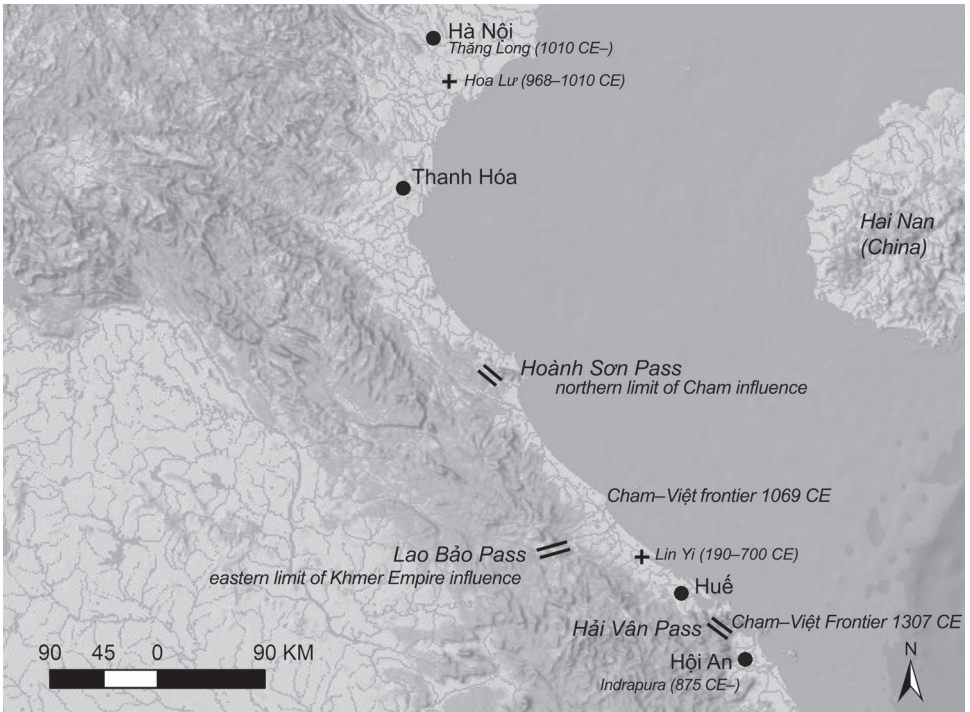 Hà Nội
Thăng Long (1010 CE–)
Hoa Lư (968–1010 CE)
Thanh Hóa
Hai Nan
(China)
Hoành Sơn Pass
northern limit of Cham influence
Cham–Việt frontier 1069 CE
Lao Bảo Pass
Lin Yi (190–700 CE)
eastern limit of Khmer Empire influence
Huế
Hải Vân Pass
Cham–Việt Frontier 1307 CE
90 45 0 90 KM
N
Hội An
Indrapura (875 CE–)